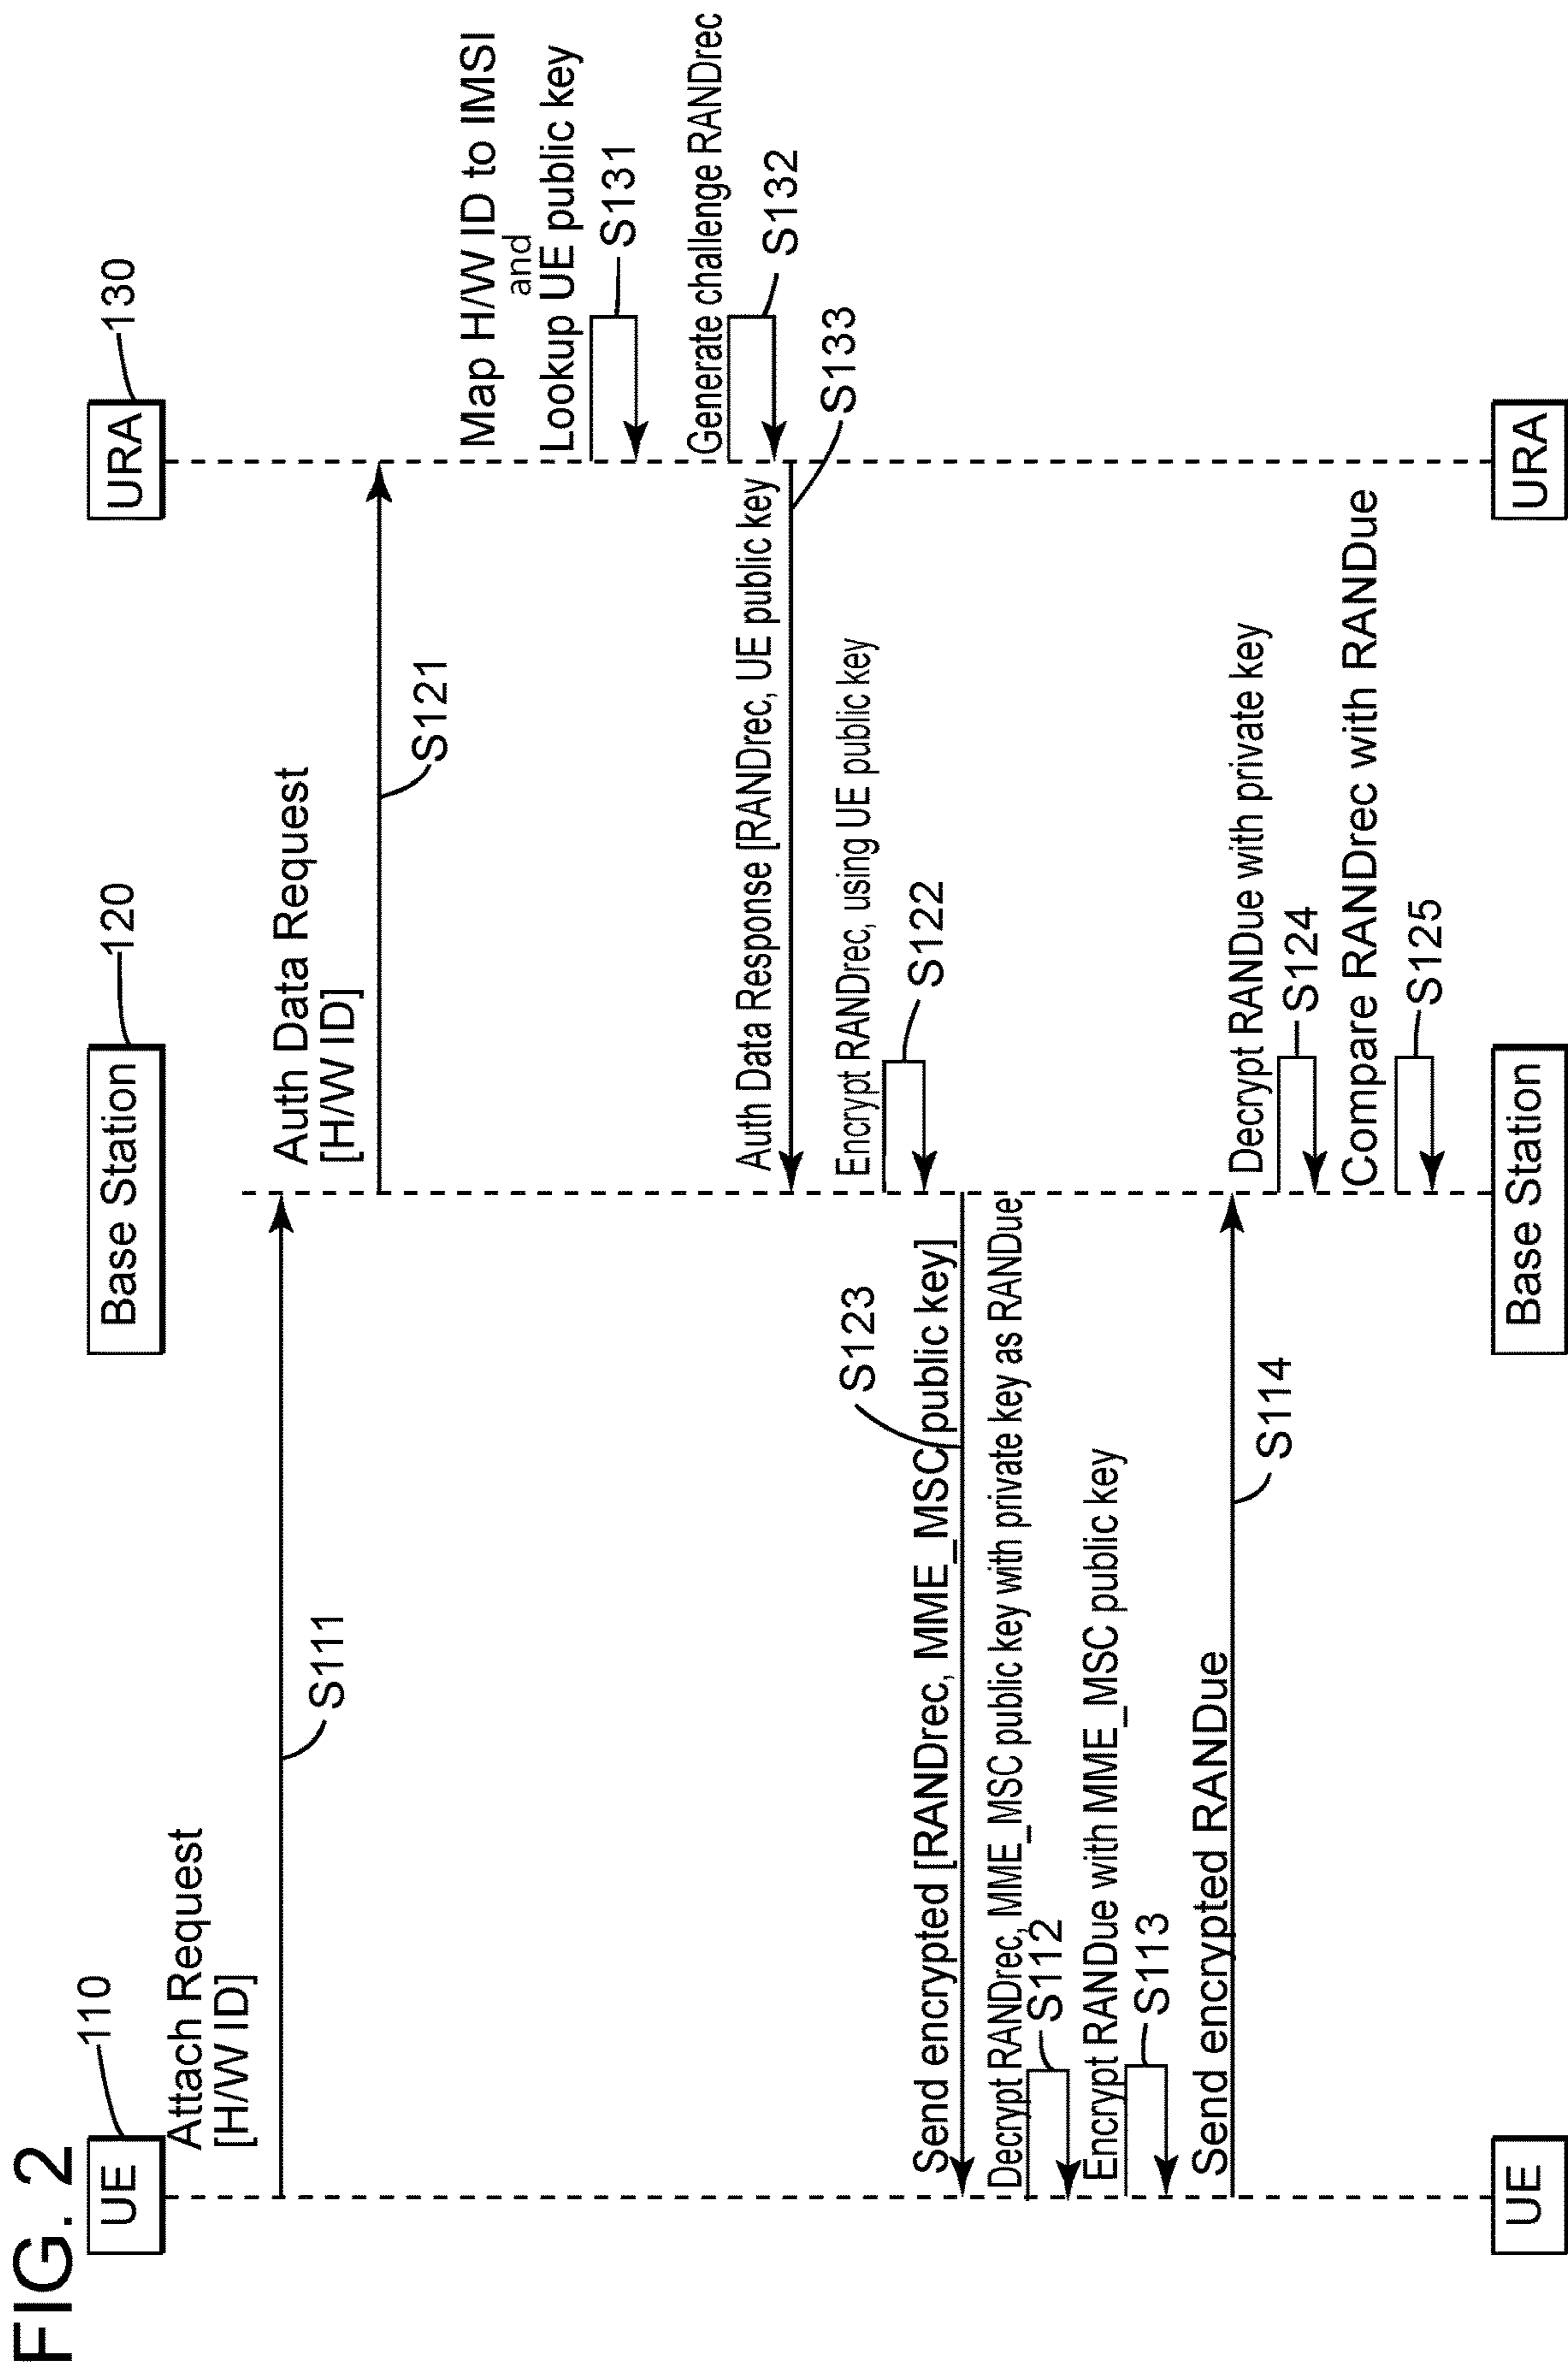 FIG. 2
UE
110
Base Station
120
URA
130
Attach Request
[H/W ID]
S111
Auth Data Request
[H/W ID]
S121
Map H/W ID to IMSI
and
Lookup UE public key
S131
Generate challenge RANDrec
S132
Auth Data Response [RANDrec, UE public key
S133
Encrypt RANDrec, using UE public key
S122
S123
Send encrypted [RANDrec, MME_MSC public key]
Decrypt RANDrec, MME_MSC public key with private key as RANDue
S112
Encrypt RANDue with MME_MSC public key
S113
Send encrypted RANDue
S114
Decrypt RANDue with private key
S124
Compare RANDrec with RANDue
S125
UE
Base Station
URA